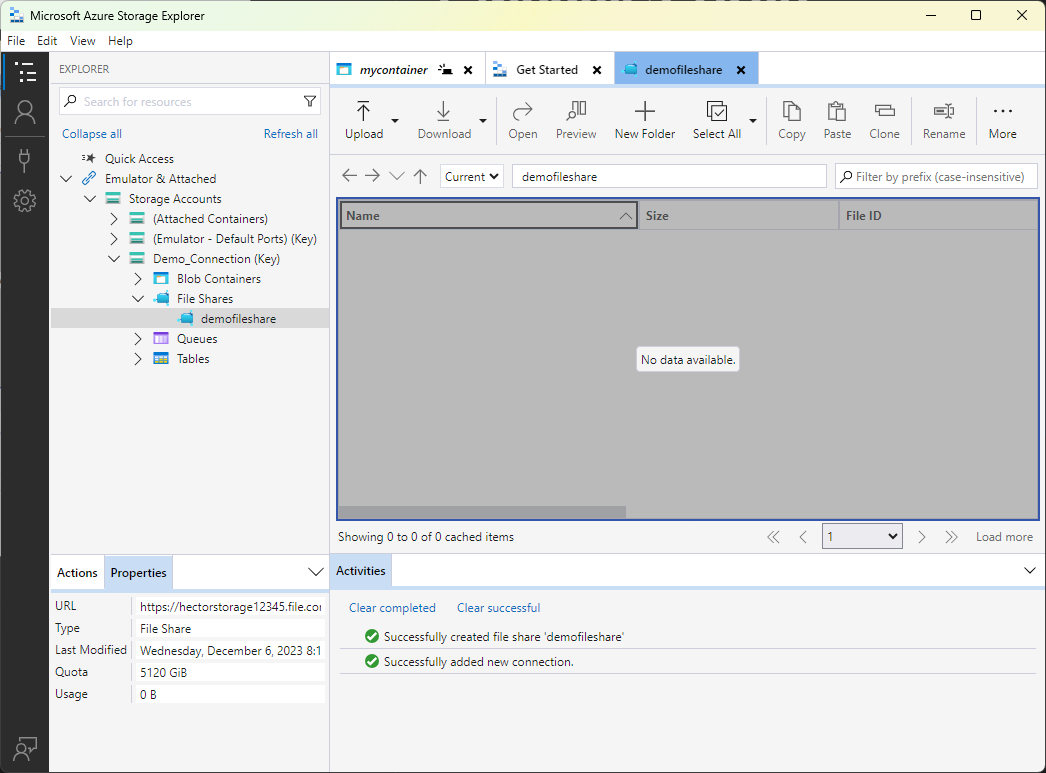 Microsoft Azure Storage Explorer
File Edit View Help
EXPLORER
Search for resources
Collapse all Refresh all
Quick Access
Emulator & Attached
Storage Accounts
(Attached Containers)
(Emulator - Default Ports) (Key)
Demo_Connection (Key)
Blob Containers
File Shares
demofileshare
Queues
Tables
Actions Properties
URL https://hectorstorage12345.file.cor
Type File Share
Last Modified Wednesday, December 6, 2023 8:1
Quota 5120 GiB
Usage 0 B
mycontainer Get Started demofileshare
Upload Download Open Preview New Folder Select All Copy Paste Clone Rename More
Current demofileshare Filter by prefix (case-insensitive)
Name Size File ID
No data available.
Showing 0 to 0 of 0 cached items 1 Load more
Activities
Clear completed Clear successful
Successfully created file share 'demofileshare'
Successfully added new connection.